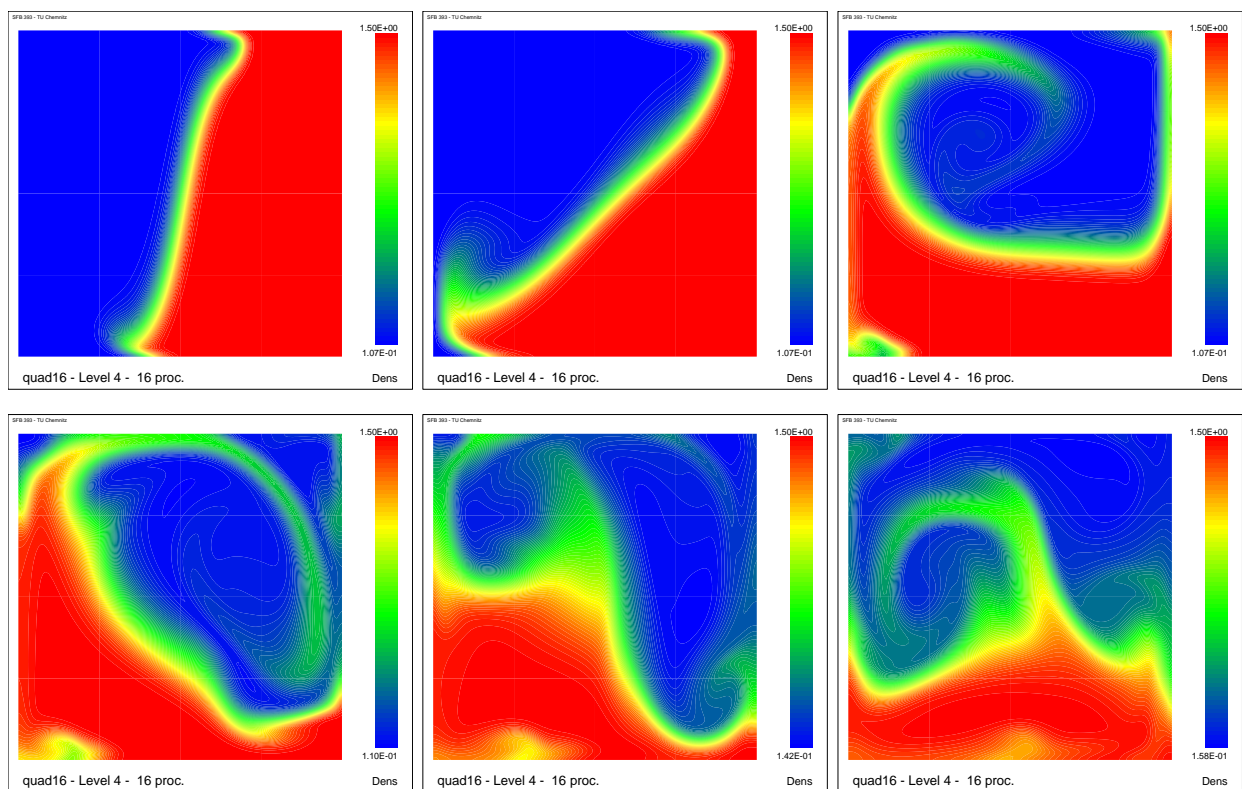 SFB 393 - TU Chemnitz
1.50E+00
1.07E-01
quad16 - Level 4 - 16 proc.
Dens
SFB 393 - TU Chemnitz
1.50E+00
1.07E-01
quad16 - Level 4 - 16 proc.
Dens
SFB 393 - TU Chemnitz
1.50E+00
1.07E-01
quad16 - Level 4 - 16 proc.
Dens
SFB 393 - TU Chemnitz
1.50E+00
1.10E-01
quad16 - Level 4 - 16 proc.
Dens
SFB 393 - TU Chemnitz
1.50E+00
1.42E-01
quad16 - Level 4 - 16 proc.
Dens
SFB 393 - TU Chemnitz
1.50E+00
1.58E-01
quad16 - Level 4 - 16 proc.
Dens